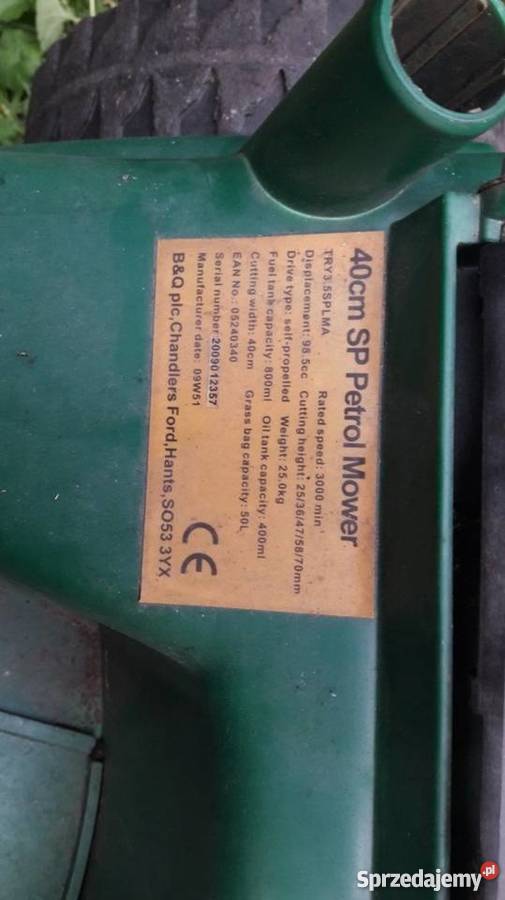 40cm SP Petrol Mower
TRY3.5SPLMA Rated speed: 3000 min
Displacement: 98.5cc Cutting height: 25/36/47/58/70mm
Drive type: self-propelled Weight: 25.0kg
Fuel tank capacity: 800ml Oil tank capacity: 400ml
Cutting width: 40cm Grass bag capacity: 50L
EAN No.: 05240340
Serial number 2009012357
Manufacturer date: 09W51
B&Q plc,Chandlers Ford,Hants,SO53 3YX
CE
Sprzedajemy.pl